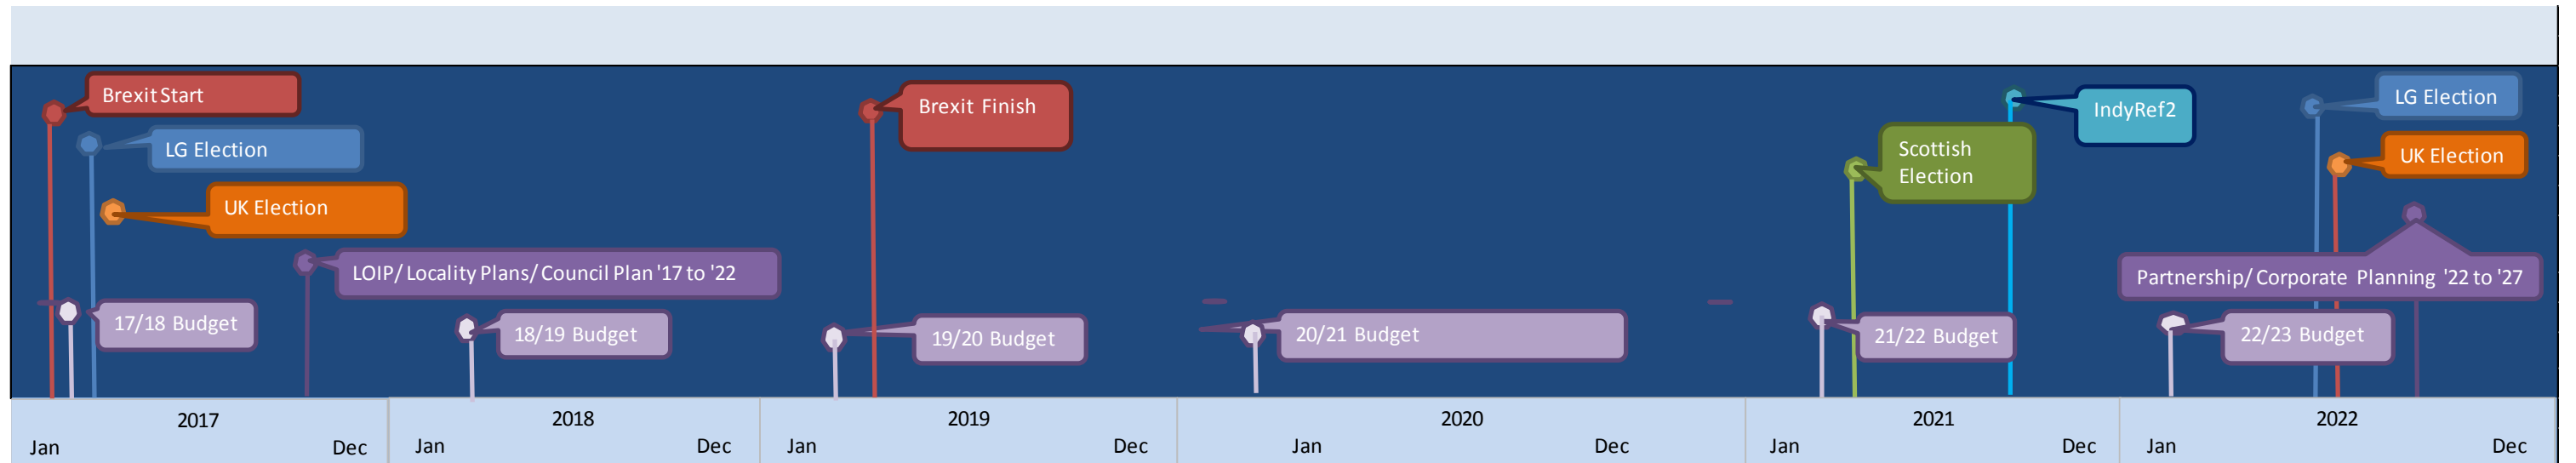 Brexit Start
LG Election
UK Election
LOIP/ Locality Plans/ Council Plan '17 to '22
17/18 Budget
18/19 Budget
Brexit Finish
19/20 Budget
20/21 Budget
IndyRef2
Scottish
Election
21/22 Budget
LG Election
UK Election
Partnership/ Corporate Planning '22 to '27
22/23 Budget
2017
Jan Dec
2018
Jan Dec
2019
Jan Dec
2020
Jan Dec
2021
Jan Dec
2022
Jan Dec